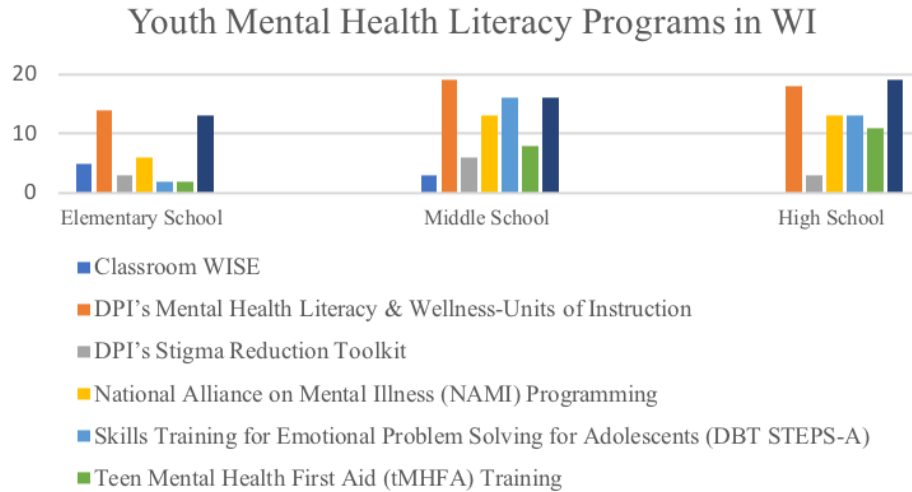 Youth Mental Health Literacy Programs in WI
20
10
0
Elementary School
Middle School
High School
Classroom WISE
DPI’s Mental Health Literacy & Wellness-Units of Instruction
DPI’s Stigma Reduction Toolkit
National Alliance on Mental Illness (NAMI) Programming
Skills Training for Emotional Problem Solving for Adolescents (DBT STEPS-A)
Teen Mental Health First Aid (tMHFA) Training